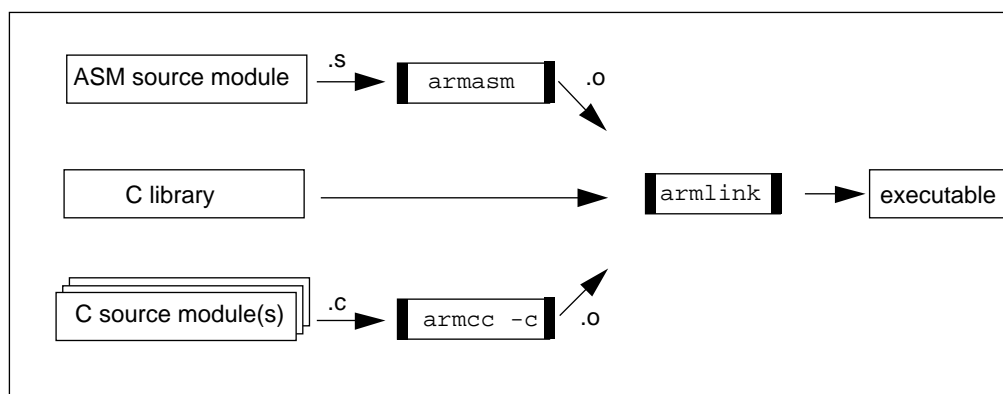 .s
ASM source module
armasm
.o
C library
armlink
executable
.c
C source module(s)
armcc -c
.o